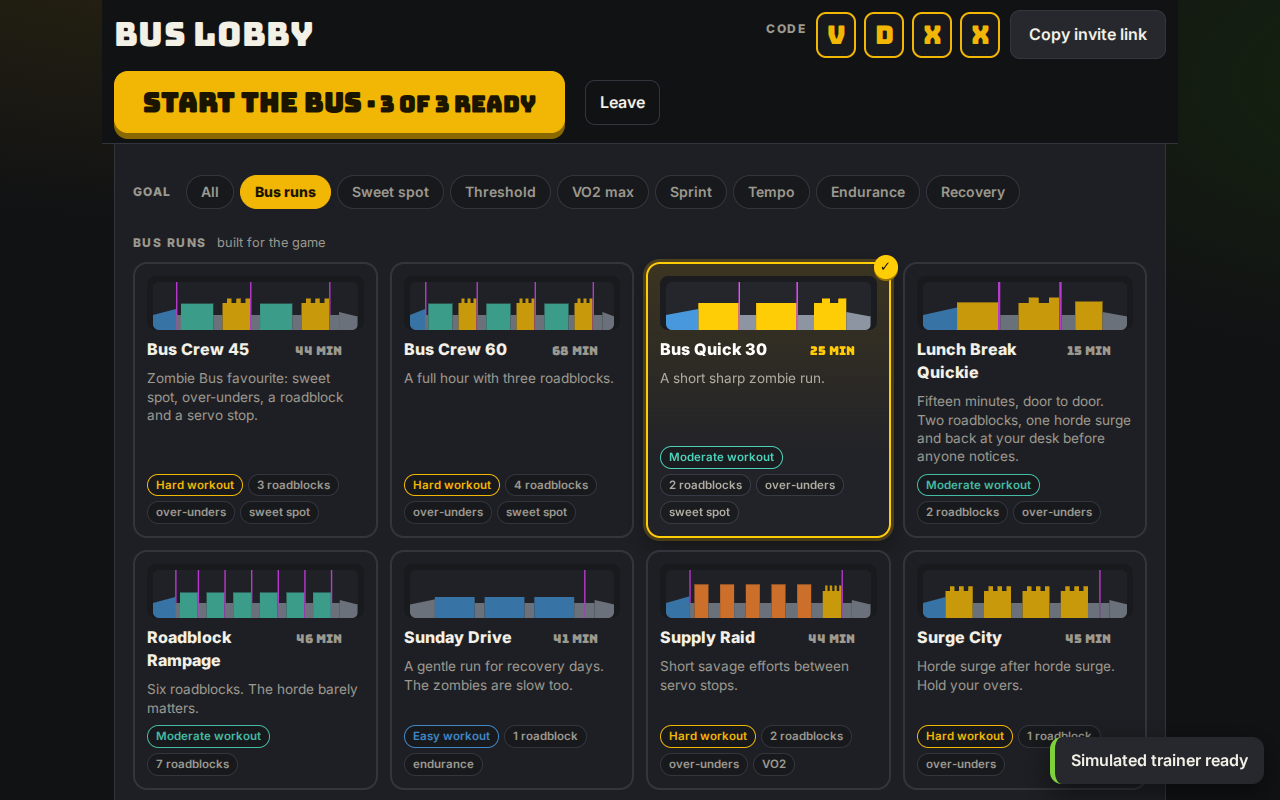 BUS LOBBY
CODE V D X X
Copy invite link
START THE BUS · 3 OF 3 READY
Leave
GOAL All Bus runs Sweet spot Threshold VO2 max Sprint Tempo Endurance Recovery
BUS RUNS built for the game
✓
Bus Crew 45 44 MIN
Zombie Bus favourite: sweet
spot, over-unders, a roadblock
and a servo stop.
Hard workout 3 roadblocks
over-unders sweet spot
Bus Crew 60 68 MIN
A full hour with three roadblocks.
Hard workout 4 roadblocks
over-unders sweet spot
Bus Quick 30 25 MIN
A short sharp zombie run.
Moderate workout
2 roadblocks over-unders
sweet spot
Lunch Break
Quickie
15 MIN
Fifteen minutes, door to door.
Two roadblocks, one horde surge
and back at your desk before
anyone notices.
Moderate workout
2 roadblocks over-unders
Roadblock
Rampage
46 MIN
Six roadblocks. The horde barely
matters.
Moderate workout
7 roadblocks
Sunday Drive 41 MIN
A gentle run for recovery days.
The zombies are slow too.
Easy workout 1 roadblock
endurance
Supply Raid 44 MIN
Short savage efforts between
servo stops.
Hard workout 2 roadblocks
over-unders VO2
Surge City 45 MIN
Horde surge after horde surge.
Hold your overs.
Hard workout 1 roadblock
over-unders
Simulated trainer ready